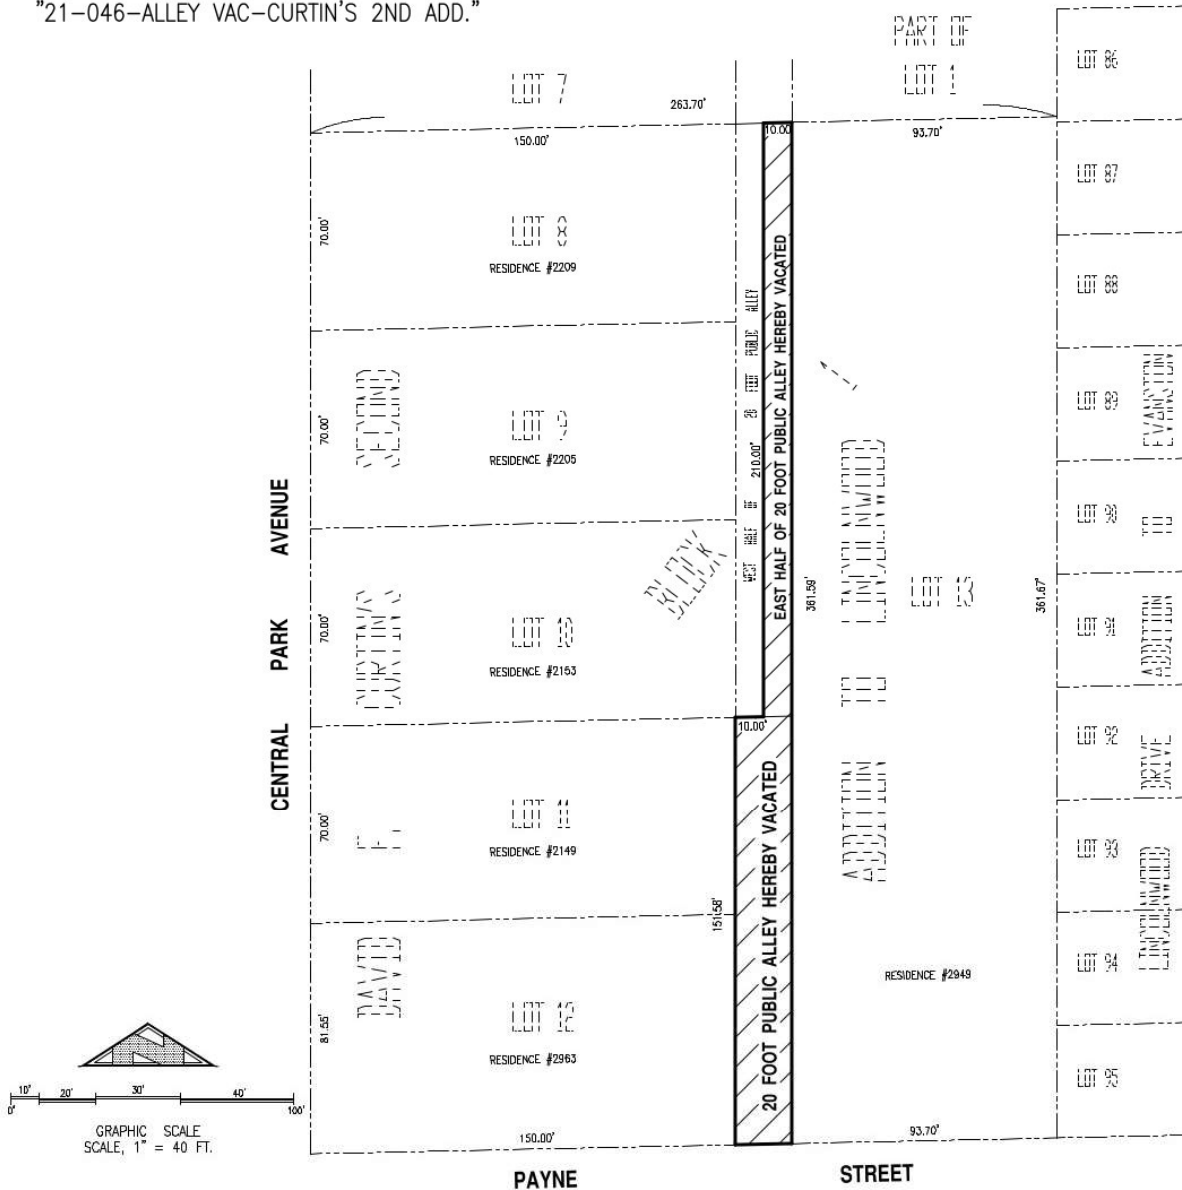 "21-046-ALLEY VAC-CURTIN'S 2ND ADD."
PART OF
LOT 1
LOT 7
263.70'
150.00'
10.00
93.70'
LOT 86
LOT 87
LOT 88
LOT 89
LOT 90
LOT 91
LOT 92
LOT 93
LOT 94
LOT 95
70.00'
LOT 8
RESIDENCE #2209
70.00'
LOT 9
RESIDENCE #2205
70.00'
LOT 10
RESIDENCE #2153
70.00'
LOT 11
RESIDENCE #2149
81.55'
LOT 12
RESIDENCE #2963
150.00'
CENTRAL PARK AVENUE
DAVID F. CURTIN'S SECOND
ADDITION TO LINCOLNWOOD
BLOCK 1
WEST HALF OF 20 FOOT PUBLIC ALLEY
210.00'
EAST HALF OF 20 FOOT PUBLIC ALLEY HEREBY VACATED
10.00'
151.58'
20 FOOT PUBLIC ALLEY HEREBY VACATED
361.59'
LOT 13
361.67'
RESIDENCE #2949
93.70'
LINCOLNWOOD DRIVE ADDITION TO EVANSTON
PAYNE STREET
10' 20' 30' 40'
0' 100'
GRAPHIC SCALE
SCALE, 1" = 40 FT.